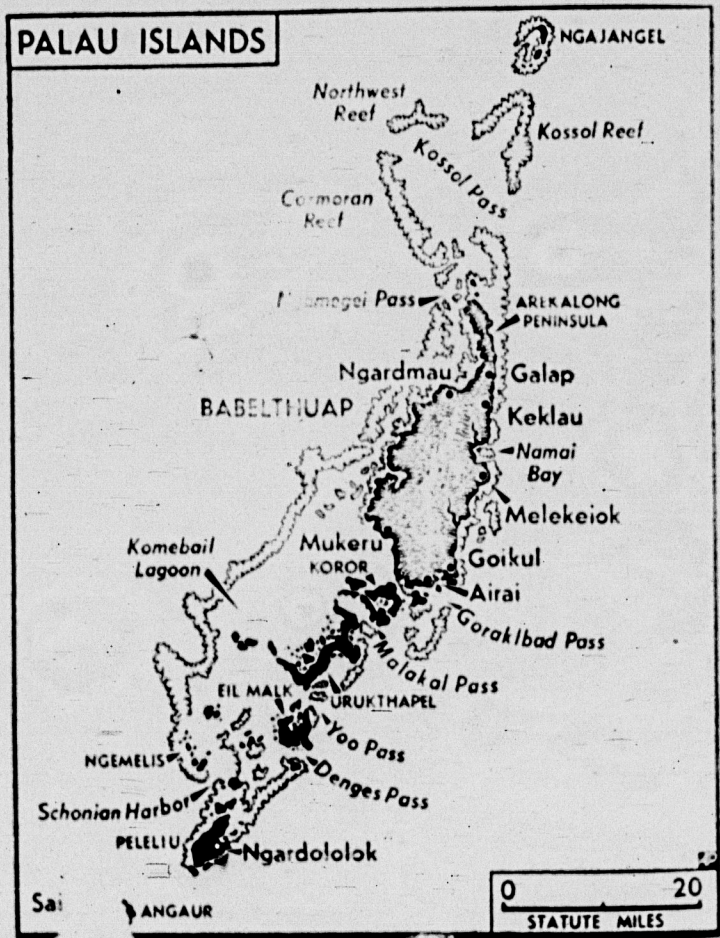 PALAU ISLANDS
NGAJANGEL
Northwest
Reef
Kossol Reef
Kossol Pass
Cormoran
Reef
Pass
AREKALONG
PENINSULA
Ngardmau
Galap
BABELTHUAP
Keklau
Namai
Bay
Melekeiok
Komebail
Lagoon
Mukeru
KOROR
Goikul
Airai
Goraklbad Pass
Malakal Pass
EIL MALK
URUKTHAPEL
Yoo Pass
NGEMELIS
Denges Pass
Schonian Harbor
PELELIU
Ngardololok
ANGAUR
0 20
STATUTE MILES